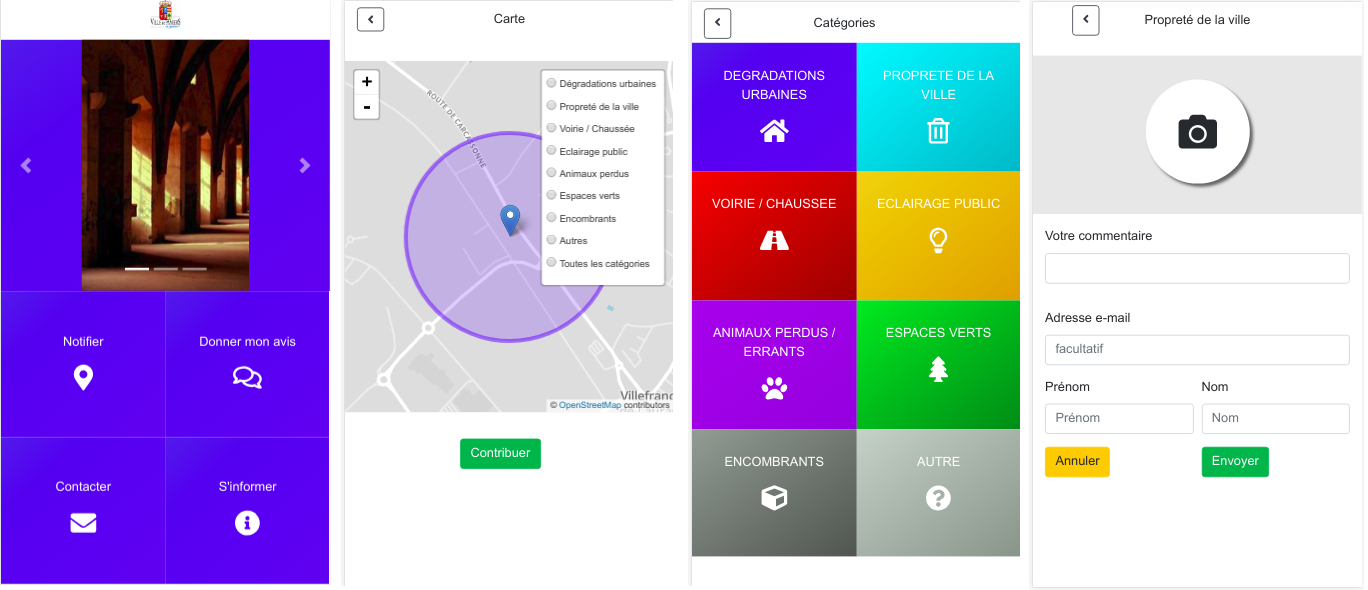 Notifier
Donner mon avis
Contacter
S'informer
Carte
+
-
ROUTE DE CARCASSONNE
Dégradations urbaines
Propreté de la ville
Voirie / Chaussée
Eclairage public
Animaux perdus
Espaces verts
Encombrants
Autres
Toutes les catégories
Villefranc
© OpenStreetMap contributors
Contribuer
Catégories
DEGRADATIONS
URBAINES
PROPRETE DE LA
VILLE
VOIRIE / CHAUSSEE
ECLAIRAGE PUBLIC
ANIMAUX PERDUS /
ERRANTS
ESPACES VERTS
ENCOMBRANTS
AUTRE
Propreté de la ville
Votre commentaire
Adresse e-mail
facultatif
Prénom
Nom
Prénom
Nom
Annuler
Envoyer